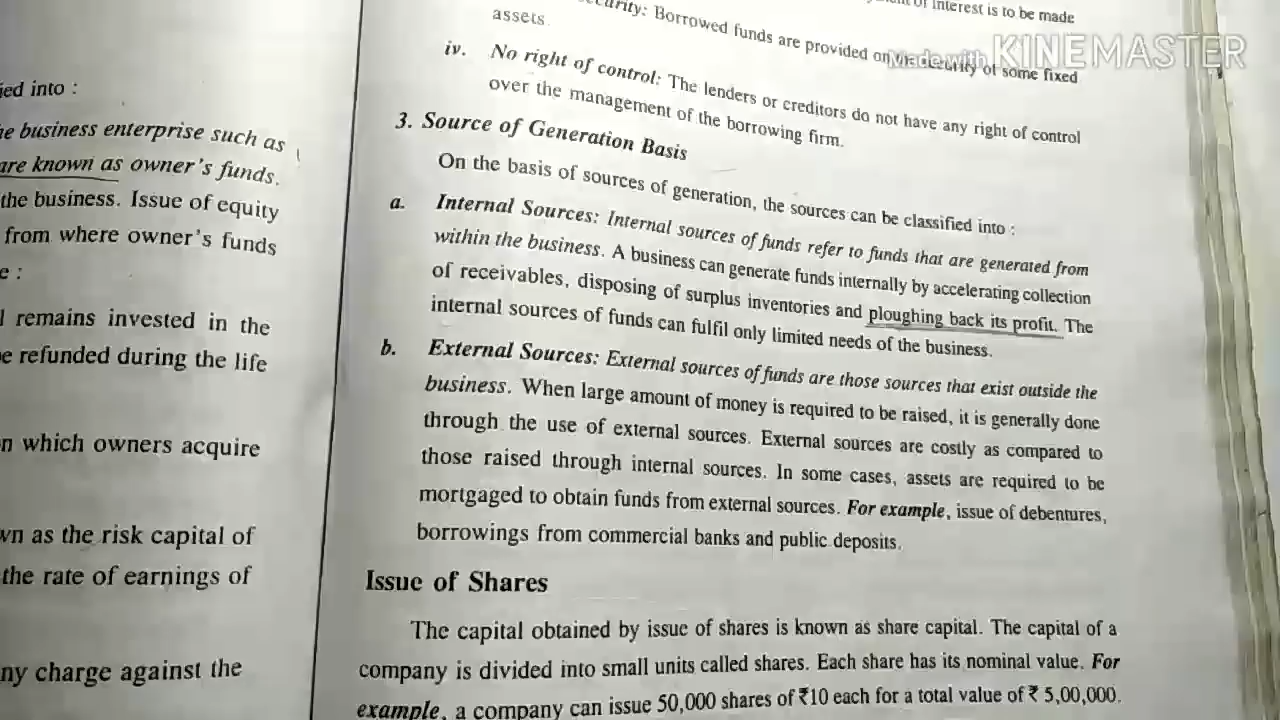 ied into :
he business enterprise such as
are known as owner's funds.
the business. Issue of equity
from where owner's funds
e :
l remains invested in the
e refunded during the life
n which owners acquire
wn as the risk capital of
the rate of earnings of
ny charge against the
of interest is to be made
curity: Borrowed funds are provided on security of some fixed
assets.
iv. No right of control: The lenders or creditors do not have any right of control
over the management of the borrowing firm.
3. Source of Generation Basis
On the basis of sources of generation, the sources can be classified into :
a. Internal Sources: Internal sources of funds refer to funds that are generated from
within the business. A business can generate funds internally by accelerating collection
of receivables, disposing of surplus inventories and ploughing back its profit. The
internal sources of funds can fulfil only limited needs of the business.
b. External Sources: External sources of funds are those sources that exist outside the
business. When large amount of money is required to be raised, it is generally done
through the use of external sources. External sources are costly as compared to
those raised through internal sources. In some cases, assets are required to be
mortgaged to obtain funds from external sources. For example, issue of debentures,
borrowings from commercial banks and public deposits.
Issue of Shares
The capital obtained by issue of shares is known as share capital. The capital of a
company is divided into small units called shares. Each share has its nominal value. For
example, a company can issue 50,000 shares of ₹10 each for a total value of ₹ 5,00,000.
Made with KINEMASTER